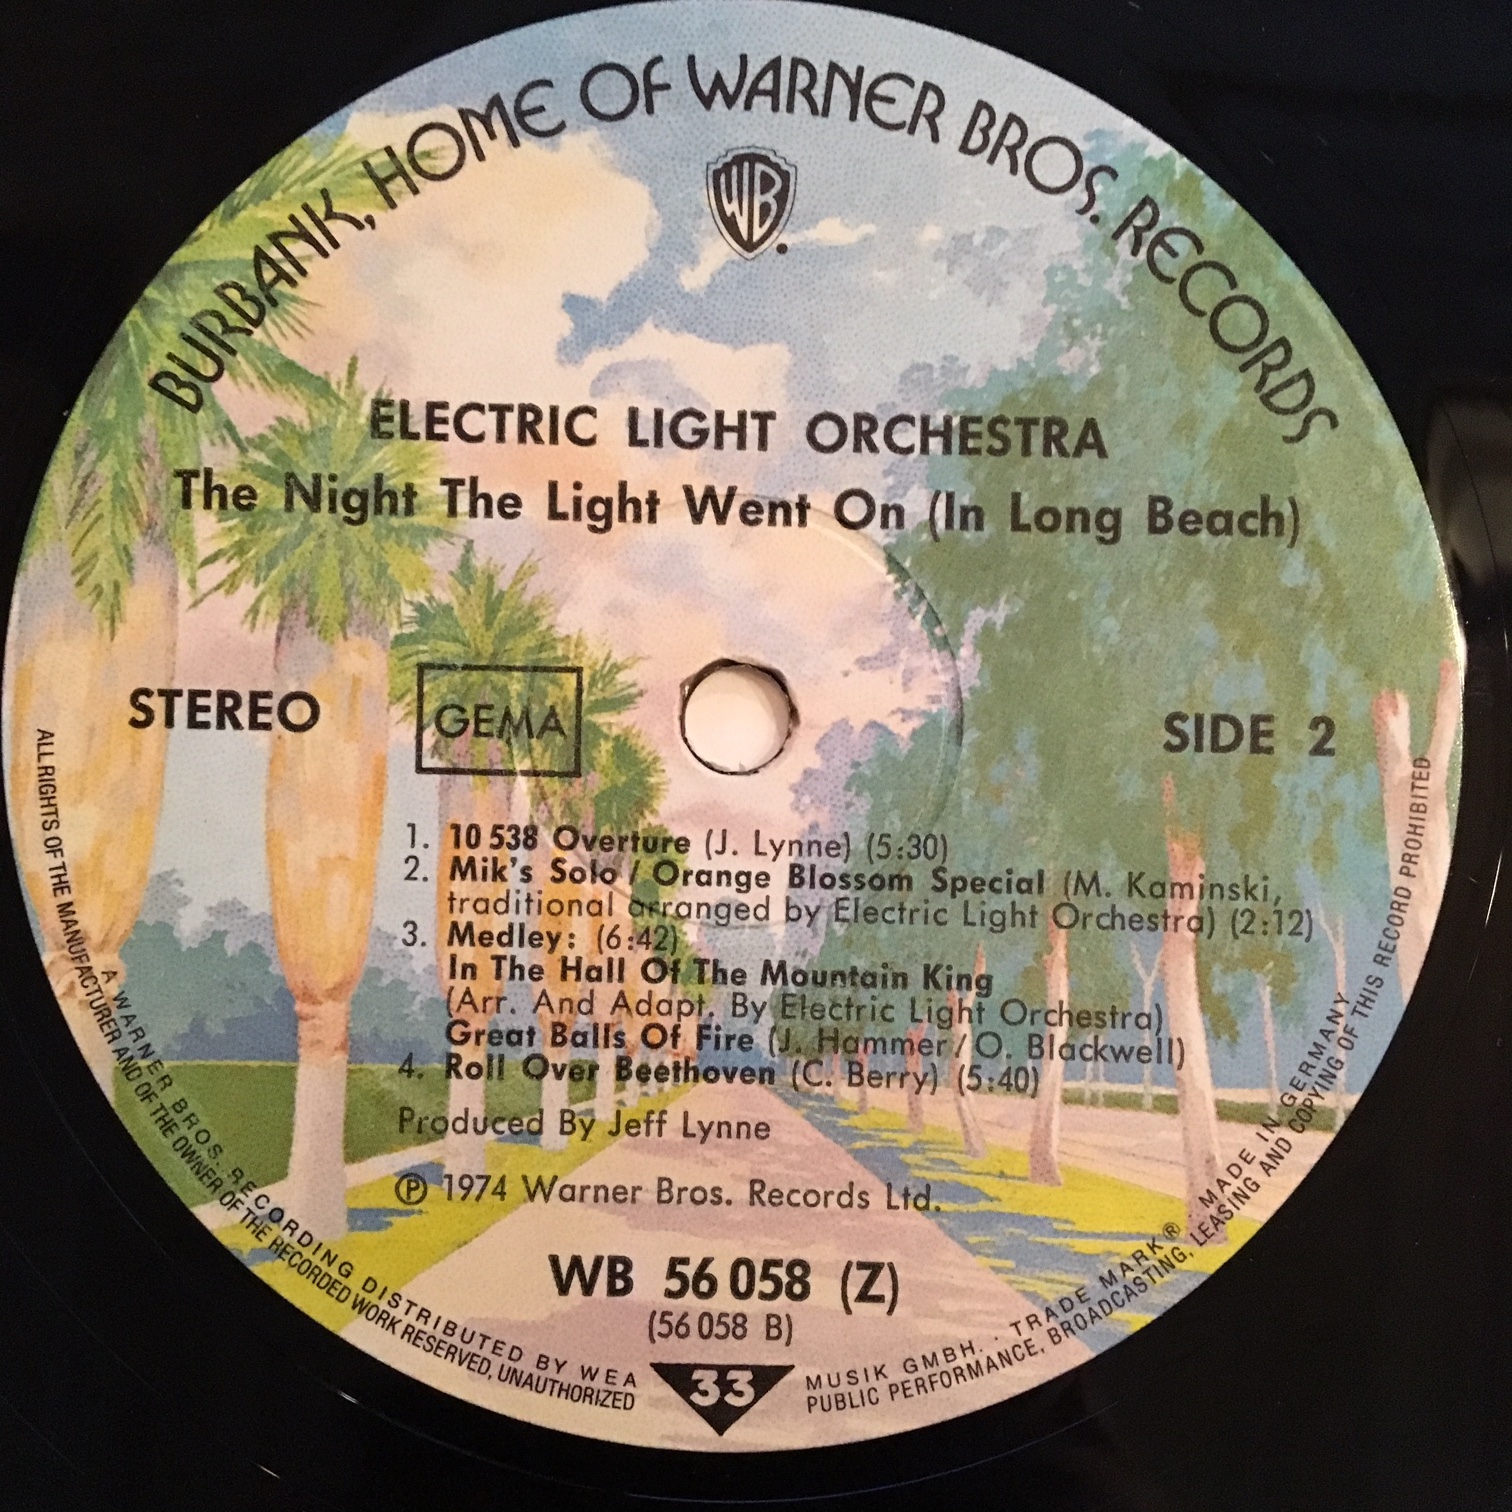 BURBANK, HOME OF WARNER BROS. RECORDS
WB
ELECTRIC LIGHT ORCHESTRA
The Night The Light Went On (In Long Beach)
STEREO
GEMA
SIDE 2
1. 10 538 Overture (J. Lynne) (5:30)
2. Mik's Solo / Orange Blossom Special (M. Kaminski,
traditional arranged by Electric Light Orchestra) (2:12)
3. Medley: (6:42)
In The Hall Of The Mountain King
(Arr. And Adapt. By Electric Light Orchestra)
Great Balls Of Fire (J. Hammer / O. Blackwell)
4. Roll Over Beethoven (C. Berry) (5:40)
Produced By Jeff Lynne
Ⓟ 1974 Warner Bros. Records Ltd.
WB 56 058 (Z)
(56 058 B)
33
A WARNER BROS. RECORDING DISTRIBUTED BY WEA MUSIK GMBH. · TRADE MARK® · MADE IN GERMANY
ALL RIGHTS OF THE MANUFACTURER AND OF THE OWNER OF THE RECORDED WORK RESERVED, UNAUTHORIZED PUBLIC PERFORMANCE, BROADCASTING, LEASING AND COPYING OF THIS RECORD PROHIBITED